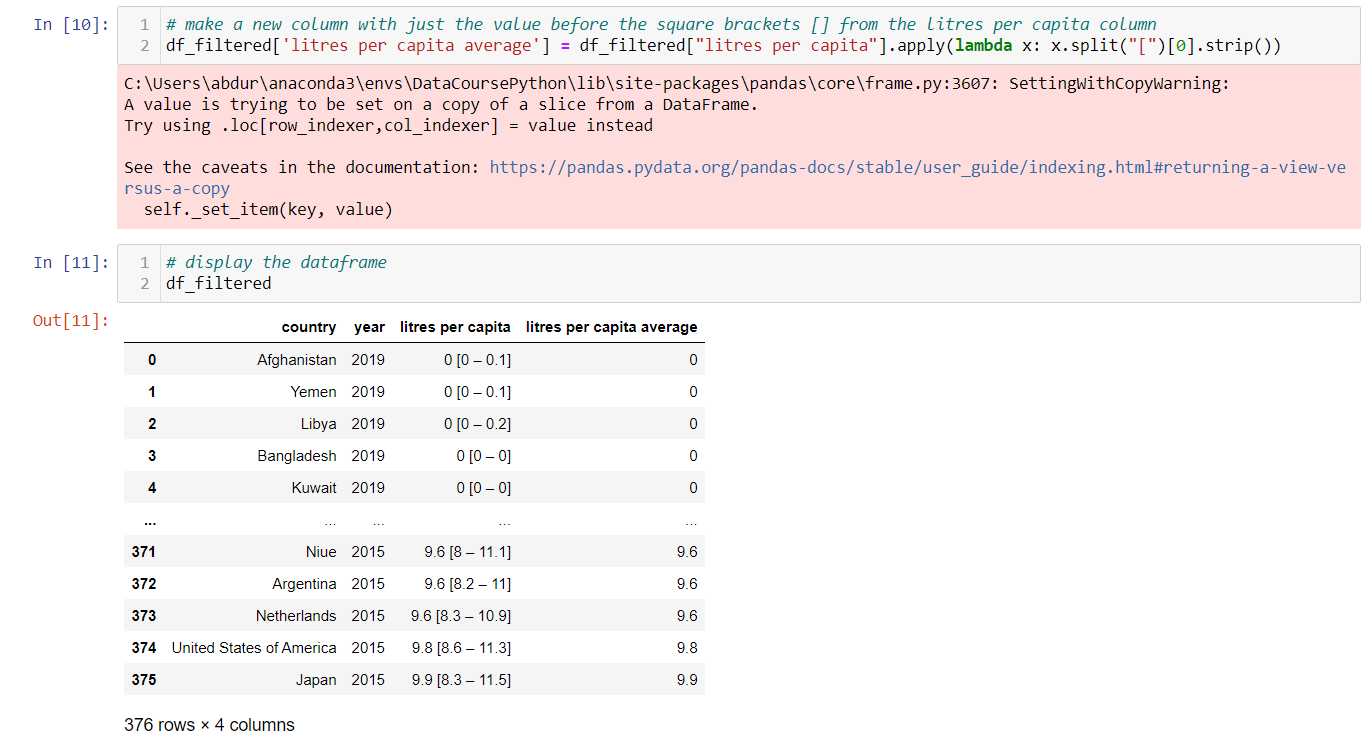 In [10]:
1 # make a new column with just the value before the square brackets [] from the litres per capita column
2 df_filtered['litres per capita average'] = df_filtered["litres per capita"].apply(lambda x: x.split("[")[0].strip())
C:\Users\abdur\anaconda3\envs\DataCoursePython\lib\site-packages\pandas\core\frame.py:3607: SettingWithCopyWarning:
A value is trying to be set on a copy of a slice from a DataFrame.
Try using .loc[row_indexer,col_indexer] = value instead
See the caveats in the documentation: https://pandas.pydata.org/pandas-docs/stable/user_guide/indexing.html#returning-a-view-ve
rsus-a-copy
self._set_item(key, value)
In [11]:
1 # display the dataframe
2 df_filtered
Out[11]:
country year litres per capita litres per capita average
0 Afghanistan 2019 0 [0 – 0.1] 0
1 Yemen 2019 0 [0 – 0.1] 0
2 Libya 2019 0 [0 – 0.2] 0
3 Bangladesh 2019 0 [0 – 0] 0
4 Kuwait 2019 0 [0 – 0] 0
... ... ... ... ...
371 Niue 2015 9.6 [8 – 11.1] 9.6
372 Argentina 2015 9.6 [8.2 – 11] 9.6
373 Netherlands 2015 9.6 [8.3 – 10.9] 9.6
374 United States of America 2015 9.8 [8.6 – 11.3] 9.8
375 Japan 2015 9.9 [8.3 – 11.5] 9.9
376 rows × 4 columns